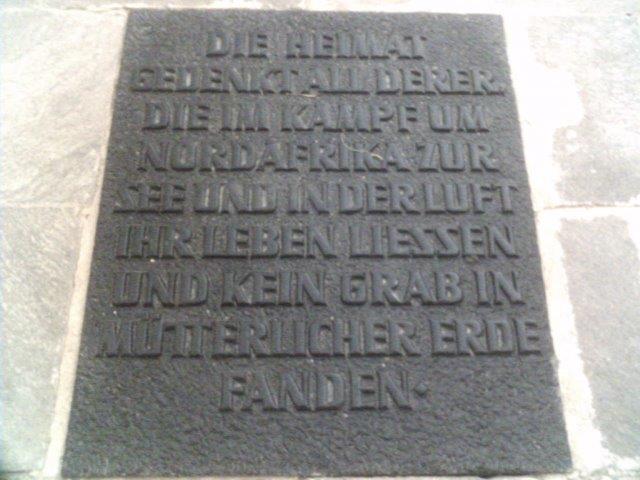 DIE HEIMAT
GEDENKT ALL DERER,
DIE IM KAMPF UM
NORDAFRIKA ZUR
SEE UND IN DER LUFT
IHR LEBEN LIESSEN
UND KEIN GRAB IN
MÜTTERLICHER ERDE
FANDEN·